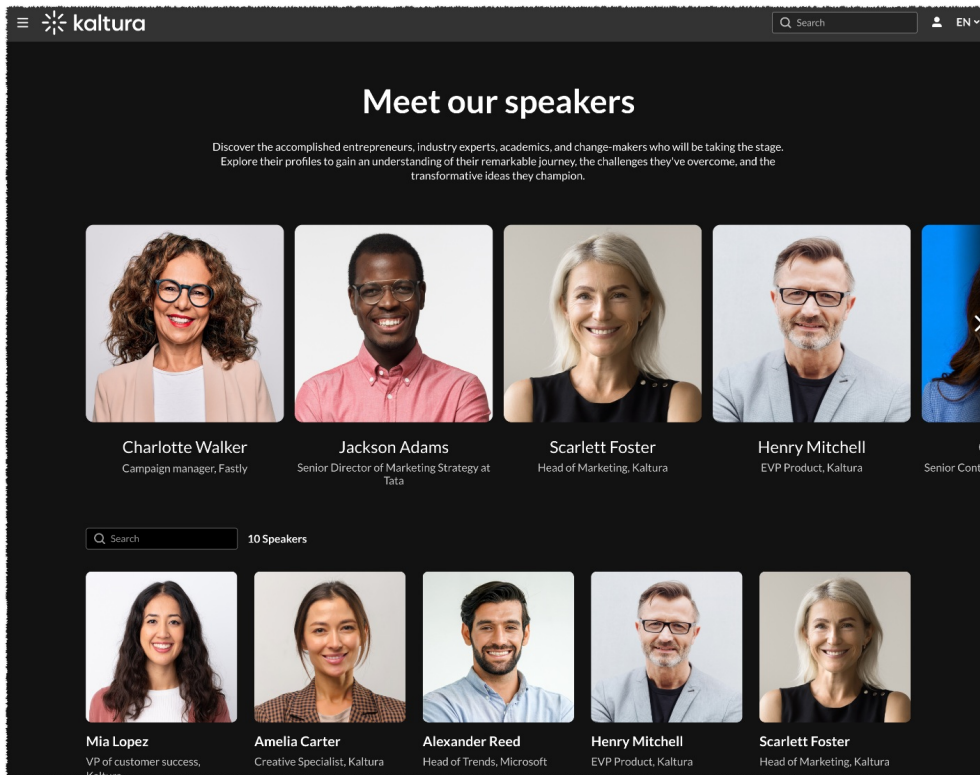 kaltura
Search
EN
Meet our speakers
Discover the accomplished entrepreneurs, industry experts, academics, and change-makers who will be taking the stage.
Explore their profiles to gain an understanding of their remarkable journey, the challenges they've overcome, and the
transformative ideas they champion.
Charlotte Walker
Campaign manager, Fastly
Jackson Adams
Senior Director of Marketing Strategy at
Tata
Scarlett Foster
Head of Marketing, Kaltura
Henry Mitchell
EVP Product, Kaltura
Senior Cont
Search
10 Speakers
Mia Lopez
VP of customer success,
Kaltura
Amelia Carter
Creative Specialist, Kaltura
Alexander Reed
Head of Trends, Microsoft
Henry Mitchell
EVP Product, Kaltura
Scarlett Foster
Head of Marketing, Kaltura